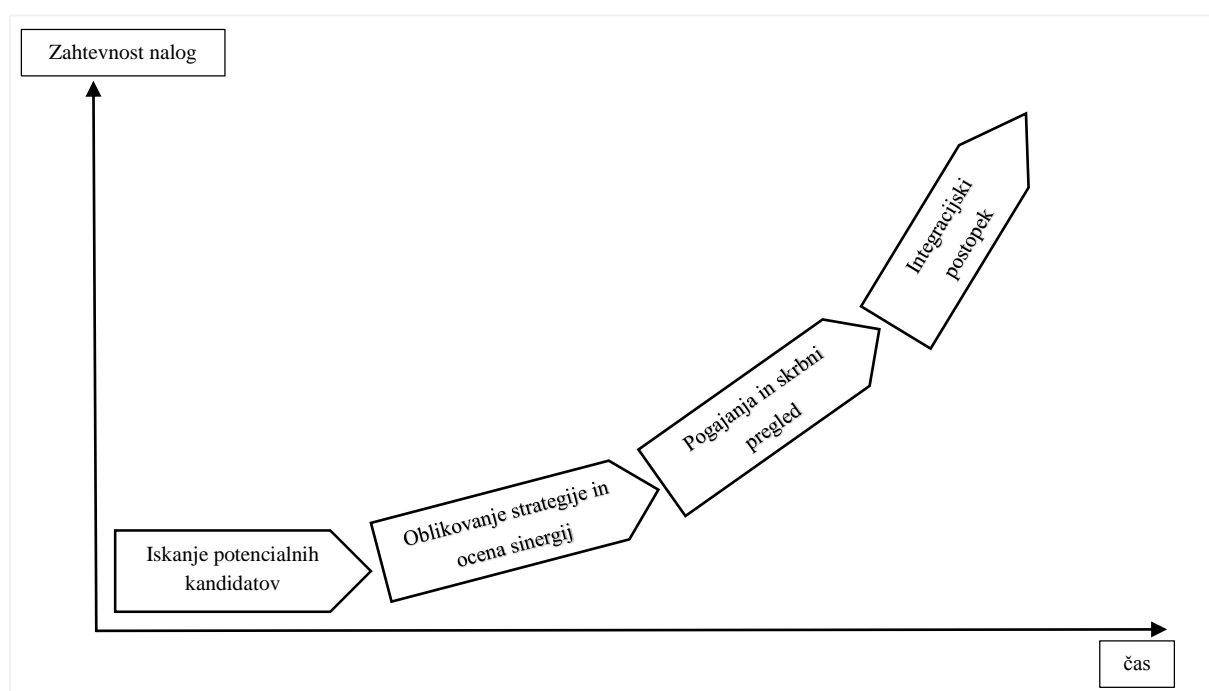 Zahtevnost nalog
Integracijski
postopek
Pogajanja in skrbni
pregled
Oblikovanje strategije in
ocena sinergij
Iskanje potencialnih
kandidatov
čas